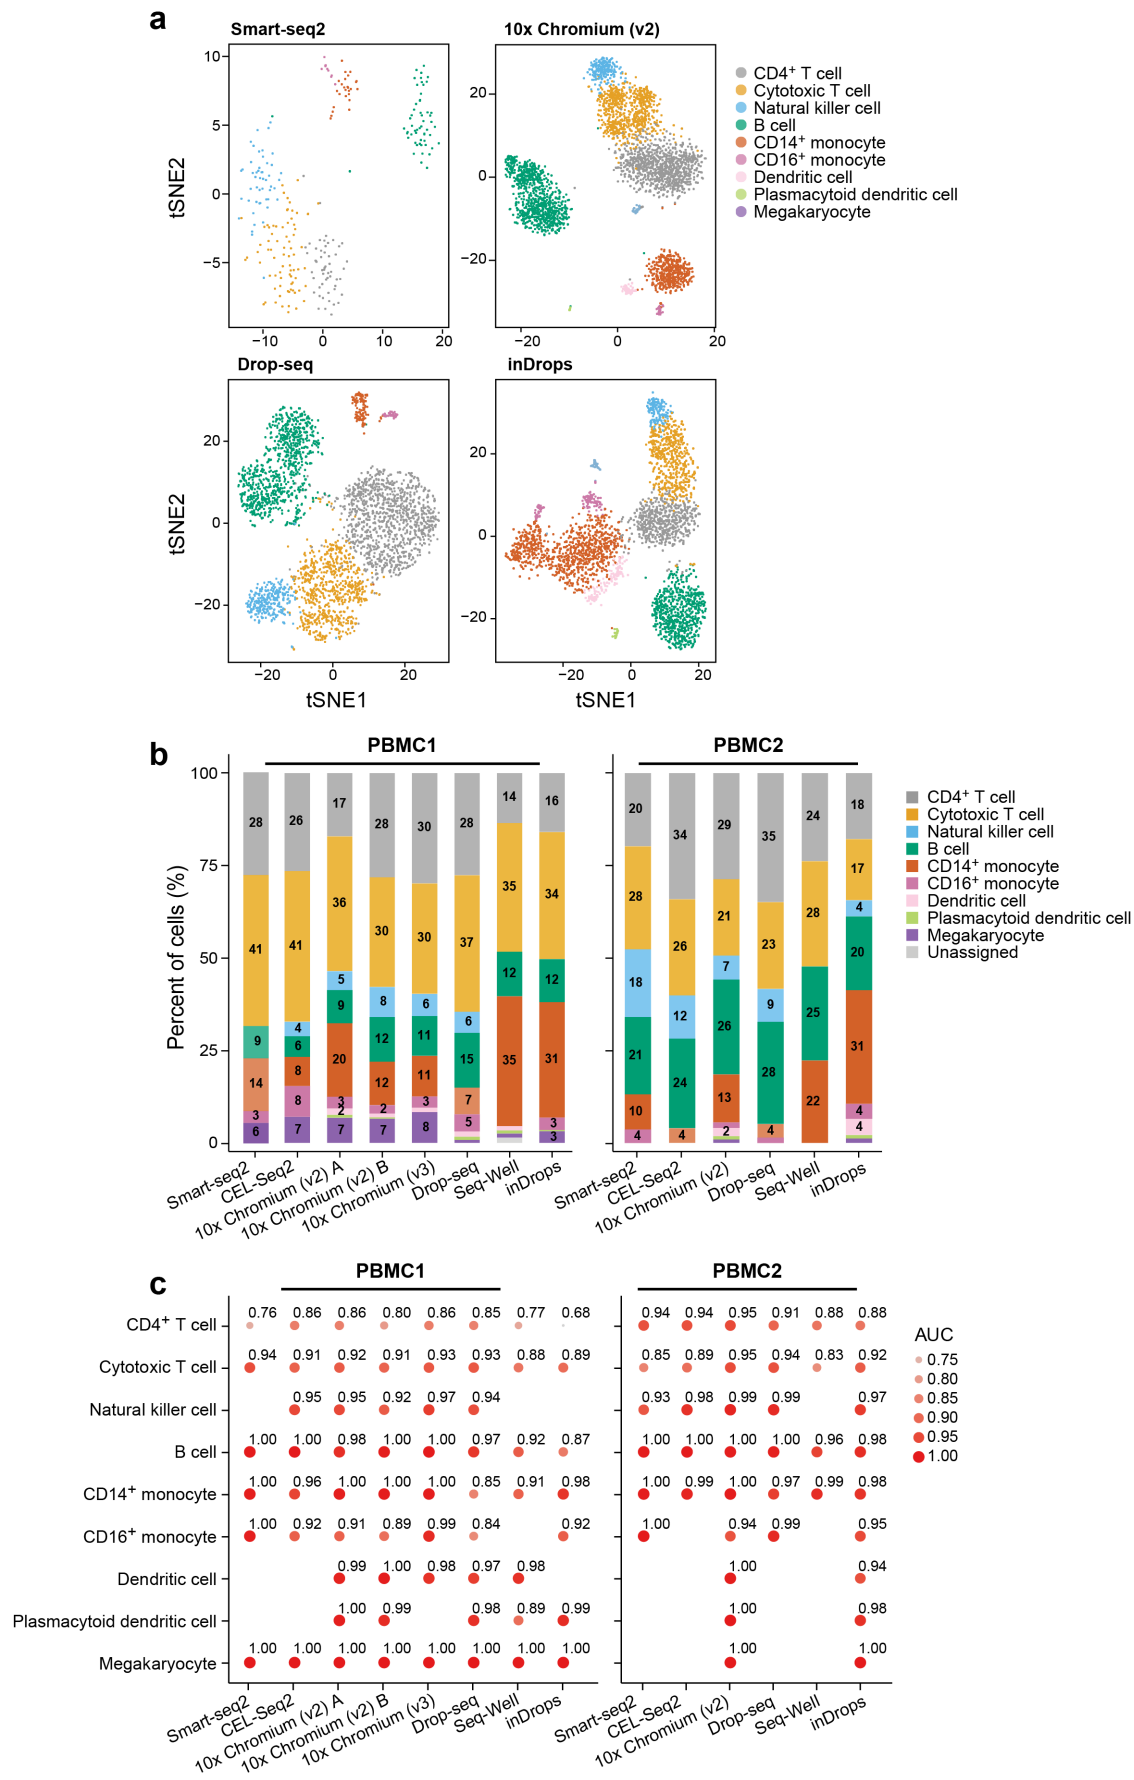 a
Smart-seq2
10x Chromium (v2)
10
5
0
−5
tSNE2
−10
0
10
20
20
0
−20
−20
0
20
CD4+ T cell
Cytotoxic T cell
Natural killer cell
B cell
CD14+ monocyte
CD16+ monocyte
Dendritic cell
Plasmacytoid dendritic cell
Megakaryocyte
Drop-seq
inDrops
20
0
−20
tSNE2
−20
0
20
tSNE1
20
0
−20
−20
0
20
tSNE1
b
PBMC1
PBMC2
Percent of cells (%)
100
75
50
25
0
28
41
9
14
3
6
26
41
4
6
8
8
7
17
36
5
9
20
3
2
7
28
30
8
12
12
2
7
30
30
6
11
11
3
8
28
37
6
15
7
5
14
35
12
35
16
34
12
31
3
3
20
28
18
21
10
4
34
26
12
24
4
29
21
7
26
13
2
35
23
9
28
4
24
28
25
22
18
17
4
20
31
4
4
Smart-seq2
CEL-Seq2
10x Chromium (v2) A
10x Chromium (v2) B
10x Chromium (v3)
Drop-seq
Seq-Well
inDrops
Smart-seq2
CEL-Seq2
10x Chromium (v2)
Drop-seq
Seq-Well
inDrops
CD4+ T cell
Cytotoxic T cell
Natural killer cell
B cell
CD14+ monocyte
CD16+ monocyte
Dendritic cell
Plasmacytoid dendritic cell
Megakaryocyte
Unassigned
c
PBMC1
PBMC2
CD4+ T cell 0.76 0.86 0.86 0.80 0.86 0.85 0.77 0.68 0.94 0.94 0.95 0.91 0.88 0.88
Cytotoxic T cell 0.94 0.91 0.92 0.91 0.93 0.93 0.88 0.89 0.85 0.89 0.95 0.94 0.83 0.92
Natural killer cell 0.95 0.95 0.92 0.97 0.94 0.93 0.98 0.99 0.99 0.97
B cell 1.00 1.00 0.98 1.00 1.00 0.97 0.92 0.87 1.00 1.00 1.00 1.00 0.96 0.98
CD14+ monocyte 1.00 0.96 1.00 1.00 1.00 0.85 0.91 0.98 1.00 0.99 1.00 0.97 0.99 0.98
CD16+ monocyte 1.00 0.92 0.91 0.89 0.99 0.84 0.92 1.00 0.94 0.99 0.95
Dendritic cell 0.99 1.00 0.98 0.97 0.98 1.00 0.94
Plasmacytoid dendritic cell 1.00 0.99 0.98 0.89 0.99 1.00 0.98
Megakaryocyte 1.00 1.00 1.00 1.00 1.00 1.00 1.00 1.00 1.00 1.00
Smart-seq2
CEL-Seq2
10x Chromium (v2) A
10x Chromium (v2) B
10x Chromium (v3)
Drop-seq
Seq-Well
inDrops
Smart-seq2
CEL-Seq2
10x Chromium (v2)
Drop-seq
Seq-Well
inDrops
AUC
0.75
0.80
0.85
0.90
0.95
1.00